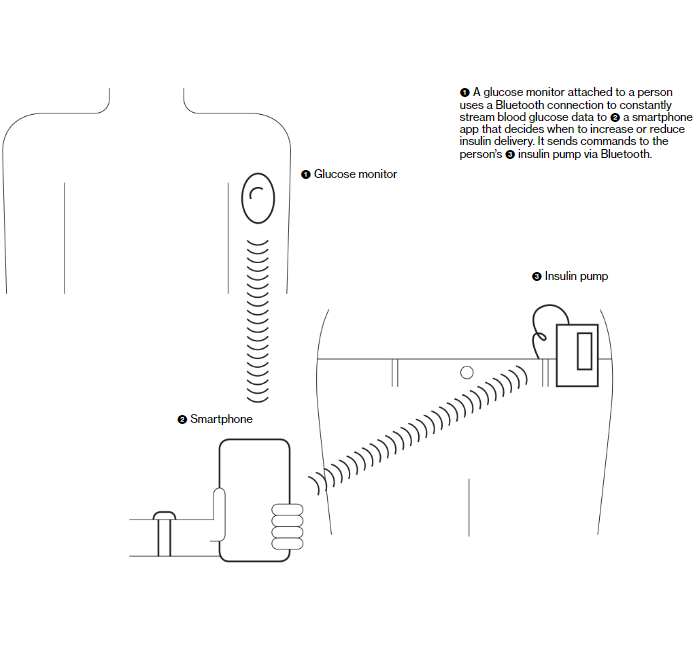 ❶ A glucose monitor attached to a person
uses a Bluetooth connection to constantly
stream blood glucose data to ❷ a smartphone
app that decides when to increase or reduce
insulin delivery. It sends commands to the
person’s ❸ insulin pump via Bluetooth.
❶ Glucose monitor
❸ Insulin pump
❷ Smartphone